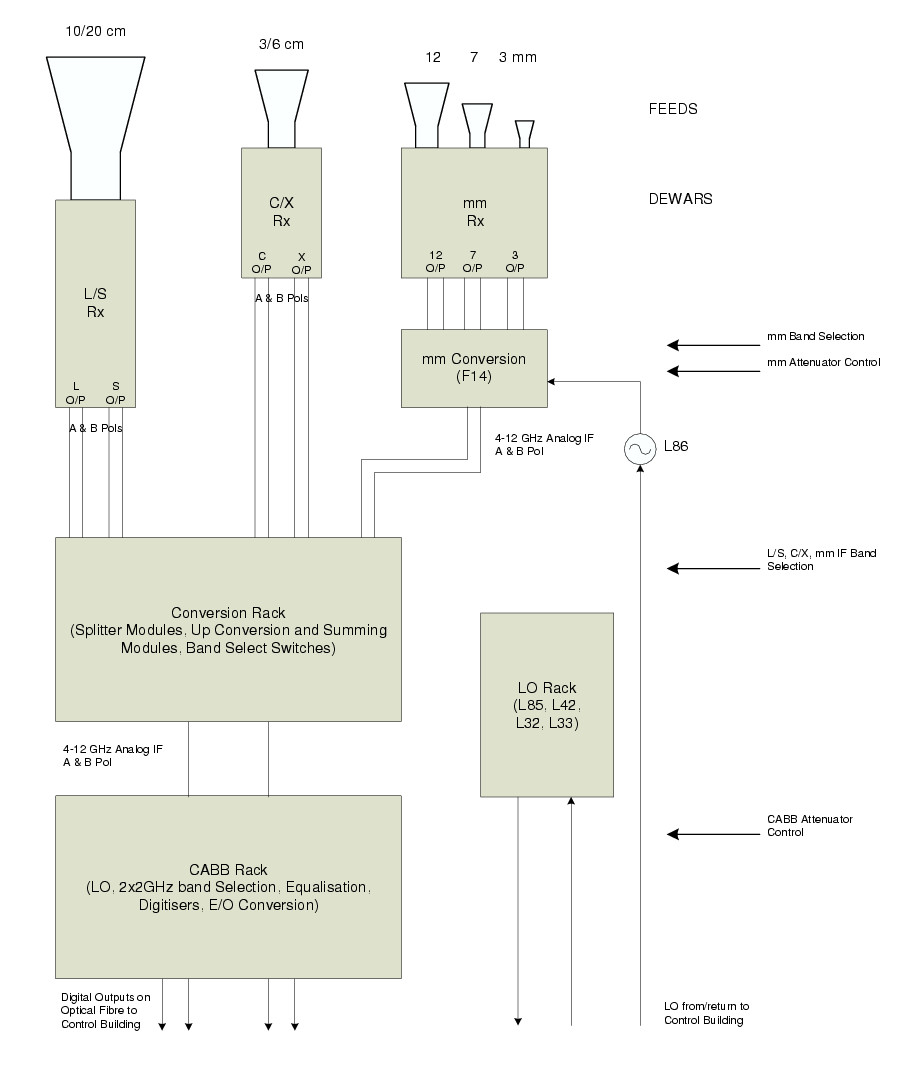 10/20 cm
3/6 cm
12 7 3 mm
FEEDS
DEWARS
C/X
Rx
C X
O/P O/P
A & B Pols
mm
Rx
12 7 3
O/P O/P O/P
L/S
Rx
L S
O/P O/P
A & B Pols
mm Conversion
(F14)
mm Band Selection
mm Attenuator Control
4-12 GHz Analog IF
A & B Pol
L86
L/S, C/X, mm IF Band
Selection
Conversion Rack
(Splitter Modules, Up Conversion and Summing
Modules, Band Select Switches)
LO Rack
(L85, L42,
L32, L33)
4-12 GHz Analog IF
A & B Pol
CABB Attenuator
Control
CABB Rack
(LO, 2x2GHz band Selection, Equalisation,
Digitisers, E/O Conversion)
Digital Outputs on
Optical Fibre to
Control Building
LO from/return to
Control Building